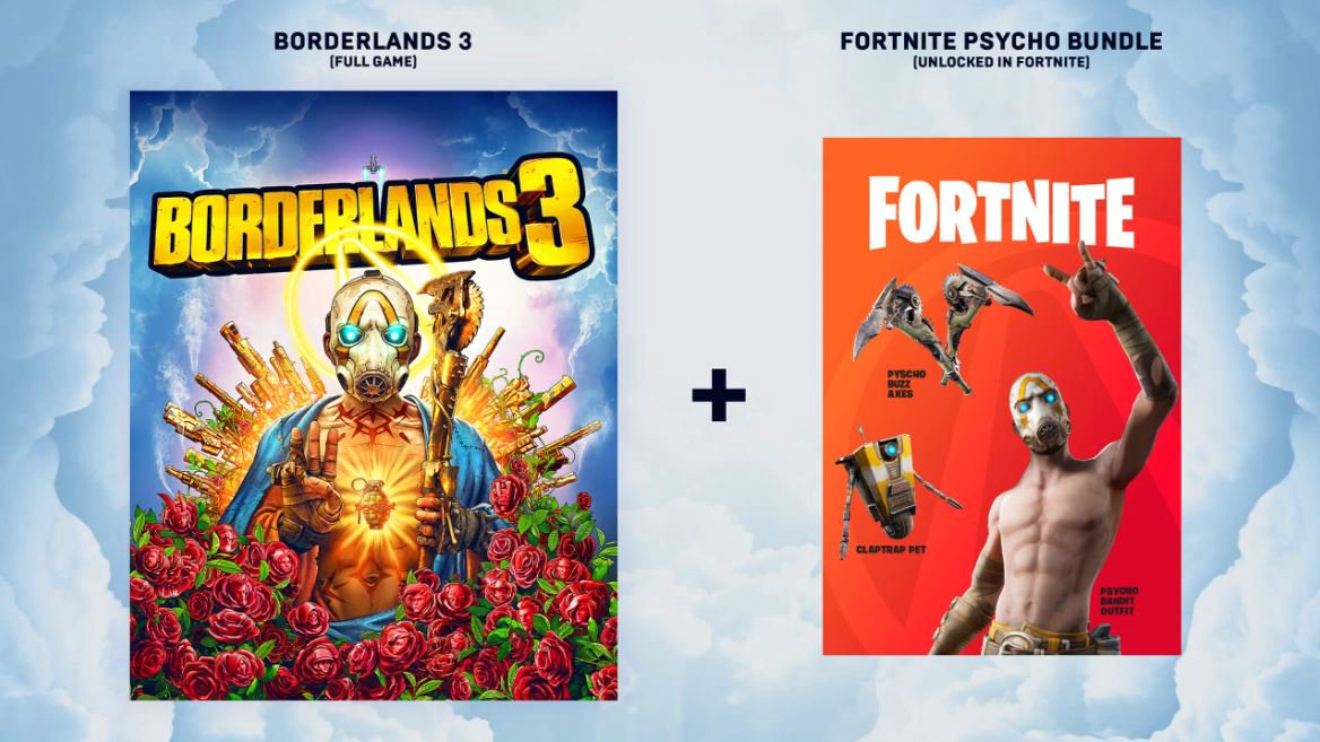 BORDERLANDS 3
(FULL GAME)
BORDERLANDS 3
FORTNITE PSYCHO BUNDLE
(UNLOCKED IN FORTNITE)
FORTNITE
PYSCHO
BUZZ
AXES
CLAPTRAP PET
PSYCHO
BANDIT
OUTFIT